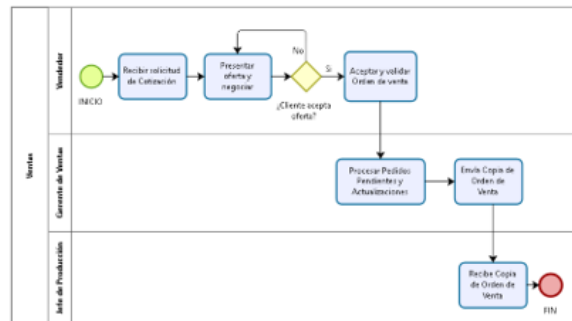 Ventas
Vendedor
INICIO
Recibir solicitud
de Cotización
Presentar
oferta y
negociar
No
¿Cliente acepta
oferta?
Si
Aceptar y validar
Orden de venta
Gerente de Ventas
Procesar Pedidos
Pendientes y
Actualizaciones
Envía Copia de
Orden de
Venta
Jefe de Producción
Recibe Copia
de Orden de
Venta
FIN